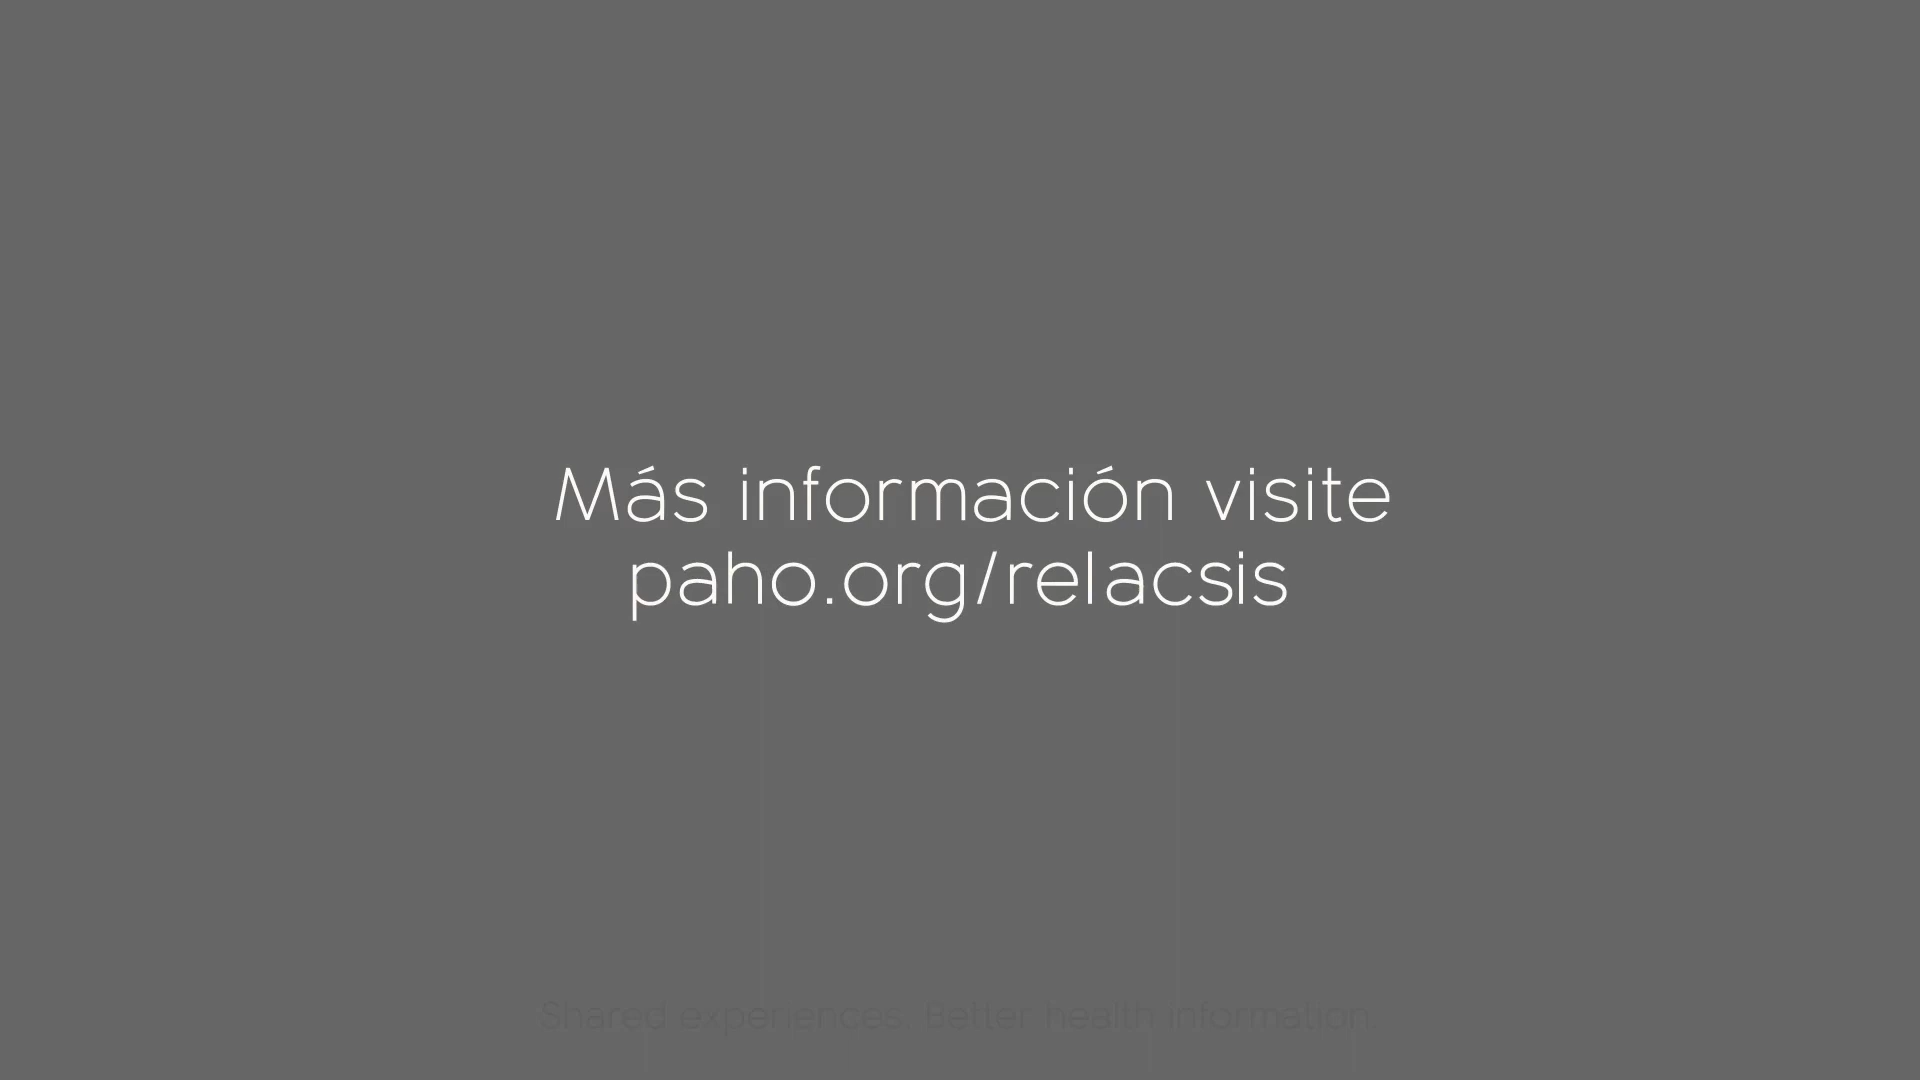 Más información visite
paho.org/relacsis
Shared experiences. Better health information.